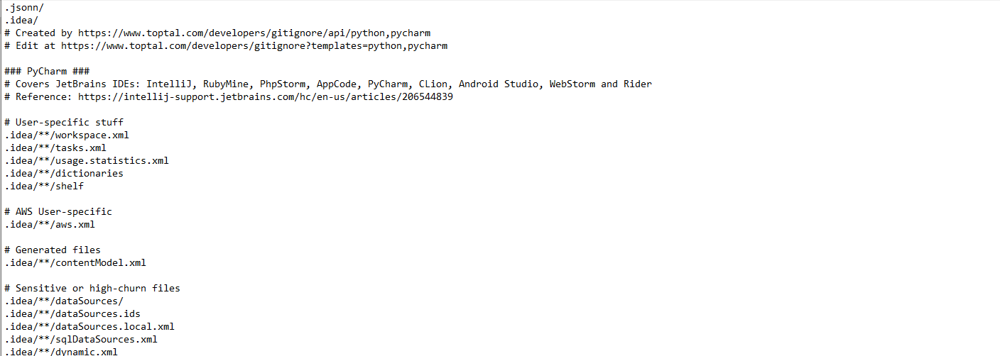 .jsonn/
.idea/
# Created by https://www.toptal.com/developers/gitignore/api/python,pycharm
# Edit at https://www.toptal.com/developers/gitignore?templates=python,pycharm
### PyCharm ###
# Covers JetBrains IDEs: IntelliJ, RubyMine, PhpStorm, AppCode, PyCharm, CLion, Android Studio, WebStorm and Rider
# Reference: https://intellij-support.jetbrains.com/hc/en-us/articles/206544839
# User-specific stuff
.idea/**/workspace.xml
.idea/**/tasks.xml
.idea/**/usage.statistics.xml
.idea/**/dictionaries
.idea/**/shelf
# AWS User-specific
.idea/**/aws.xml
# Generated files
.idea/**/contentModel.xml
# Sensitive or high-churn files
.idea/**/dataSources/
.idea/**/dataSources.ids
.idea/**/dataSources.local.xml
.idea/**/sqlDataSources.xml
.idea/**/dynamic.xml